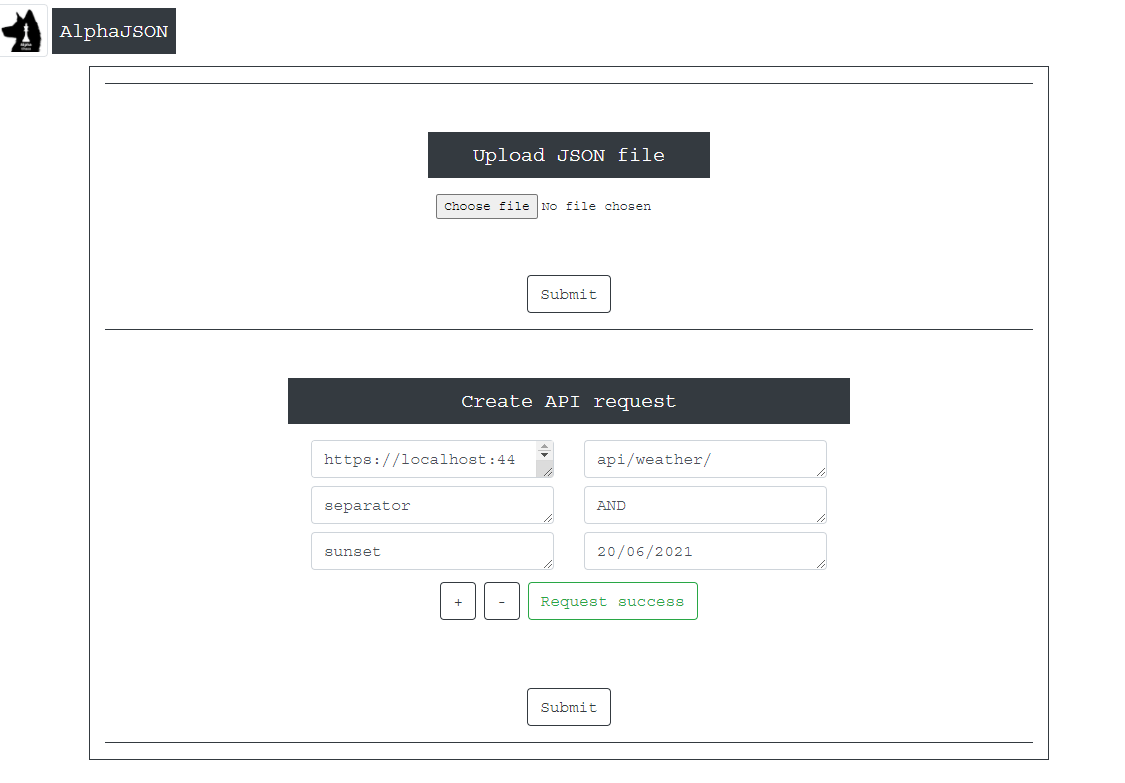 AlphaJSON
Upload JSON file
Choose file No file chosen
Submit
Create API request
https://localhost:44 api/weather/
separator AND
sunset 20/06/2021
+ - Request success
Submit